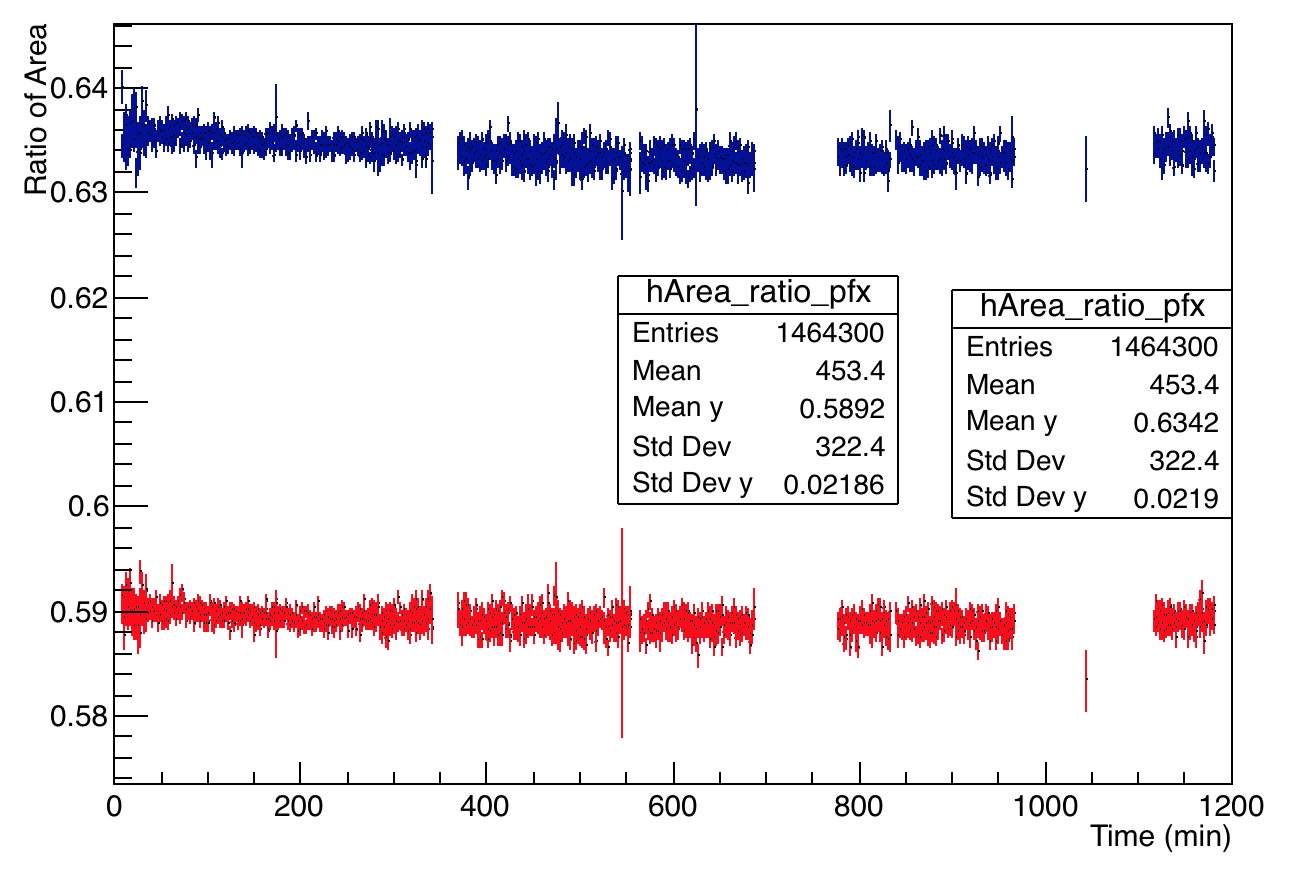 Ratio of Area
0.64
0.63
0.62
0.61
0.6
0.59
0.58
hArea_ratio_pfx
Entries 1464300
Mean 453.4
Mean y 0.5892
Std Dev 322.4
Std Dev y 0.02186
hArea_ratio_pfx
Entries 1464300
Mean 453.4
Mean y 0.6342
Std Dev 322.4
Std Dev y 0.0219
0 200 400 600 800 1000 1200
Time (min)